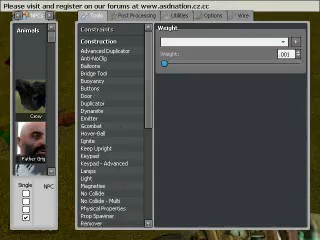 Please visit and register on our forums at www.asdnation.cz.cc
NPCS
Tools
Post Processing
Utilities
Options
Wire
Animals
Crow
Father Grig
Single
NPC
Constraints
Construction
Advanced Duplicator
Anti-NoClip
Balloons
Bridge Tool
Buoyancy
Buttons
Door
Duplicator
Dynamite
Emitter
Gcombat
Hover-Ball
Ignite
Keep Upright
Keypad
Keypad - Advanced
Lamps
Light
Magnetise
No Collide
No Collide - Multi
Physical Properties
Prop Spawner
Remover
Weight
Weight:
.001